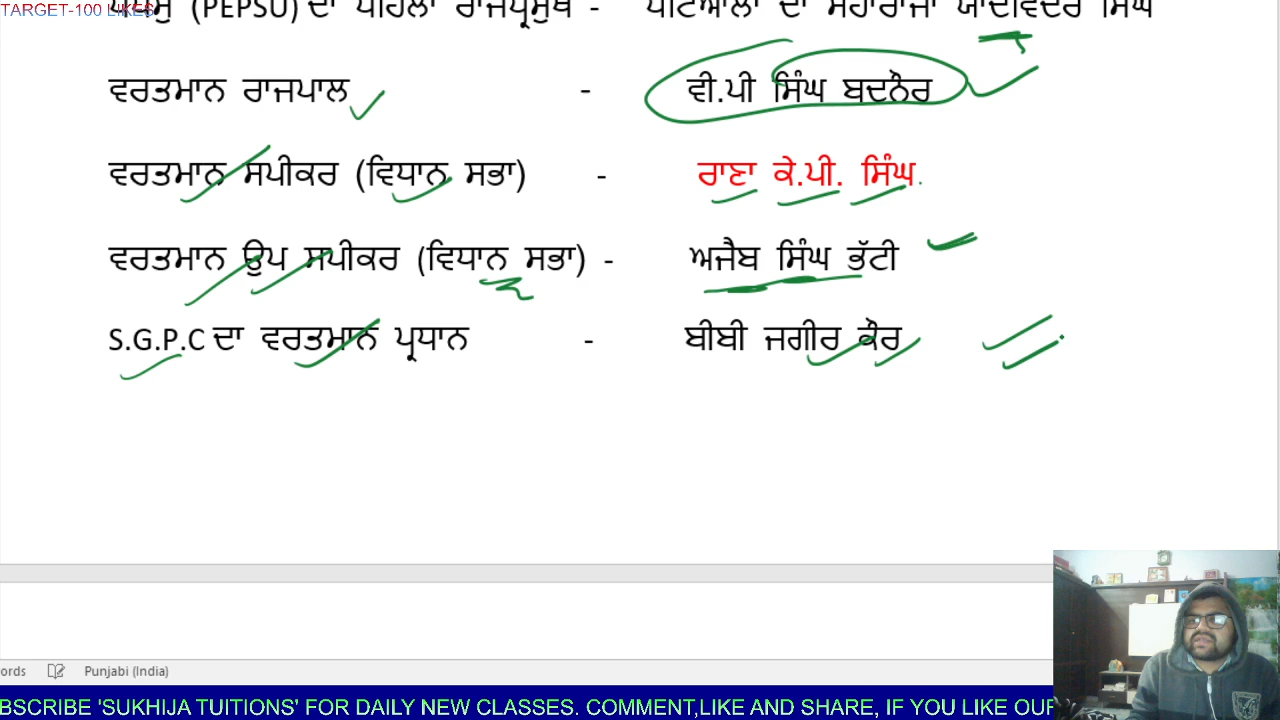 TARGET-100 LIKES
(PEPSU) ਦਾ ਪਹਿਲਾ ਰਾਜਪ੍ਰਮੁੱਖ - ਪਟਿਆਲਾ ਦਾ ਮਹਾਰਾਜਾ ਯਾਦਵਿੰਦਰ ਸਿੰਘ
ਵਰਤਮਾਨ ਰਾਜਪਾਲ - ਵੀ.ਪੀ ਸਿੰਘ ਬਦਨੌਰ
ਵਰਤਮਾਨ ਸਪੀਕਰ (ਵਿਧਾਨ ਸਭਾ) - ਰਾਣਾ ਕੇ.ਪੀ. ਸਿੰਘ
ਵਰਤਮਾਨ ਉਪ ਸਪੀਕਰ (ਵਿਧਾਨ ਸਭਾ) - ਅਜੈਬ ਸਿੰਘ ਭੱਟੀ
S.G.P.C ਦਾ ਵਰਤਮਾਨ ਪ੍ਰਧਾਨ - ਬੀਬੀ ਜਗੀਰ ਕੌਰ
ords Punjabi (India)
BSCRIBE 'SUKHIJA TUITIONS' FOR DAILY NEW CLASSES. COMMENT,LIKE AND SHARE, IF YOU LIKE OUR